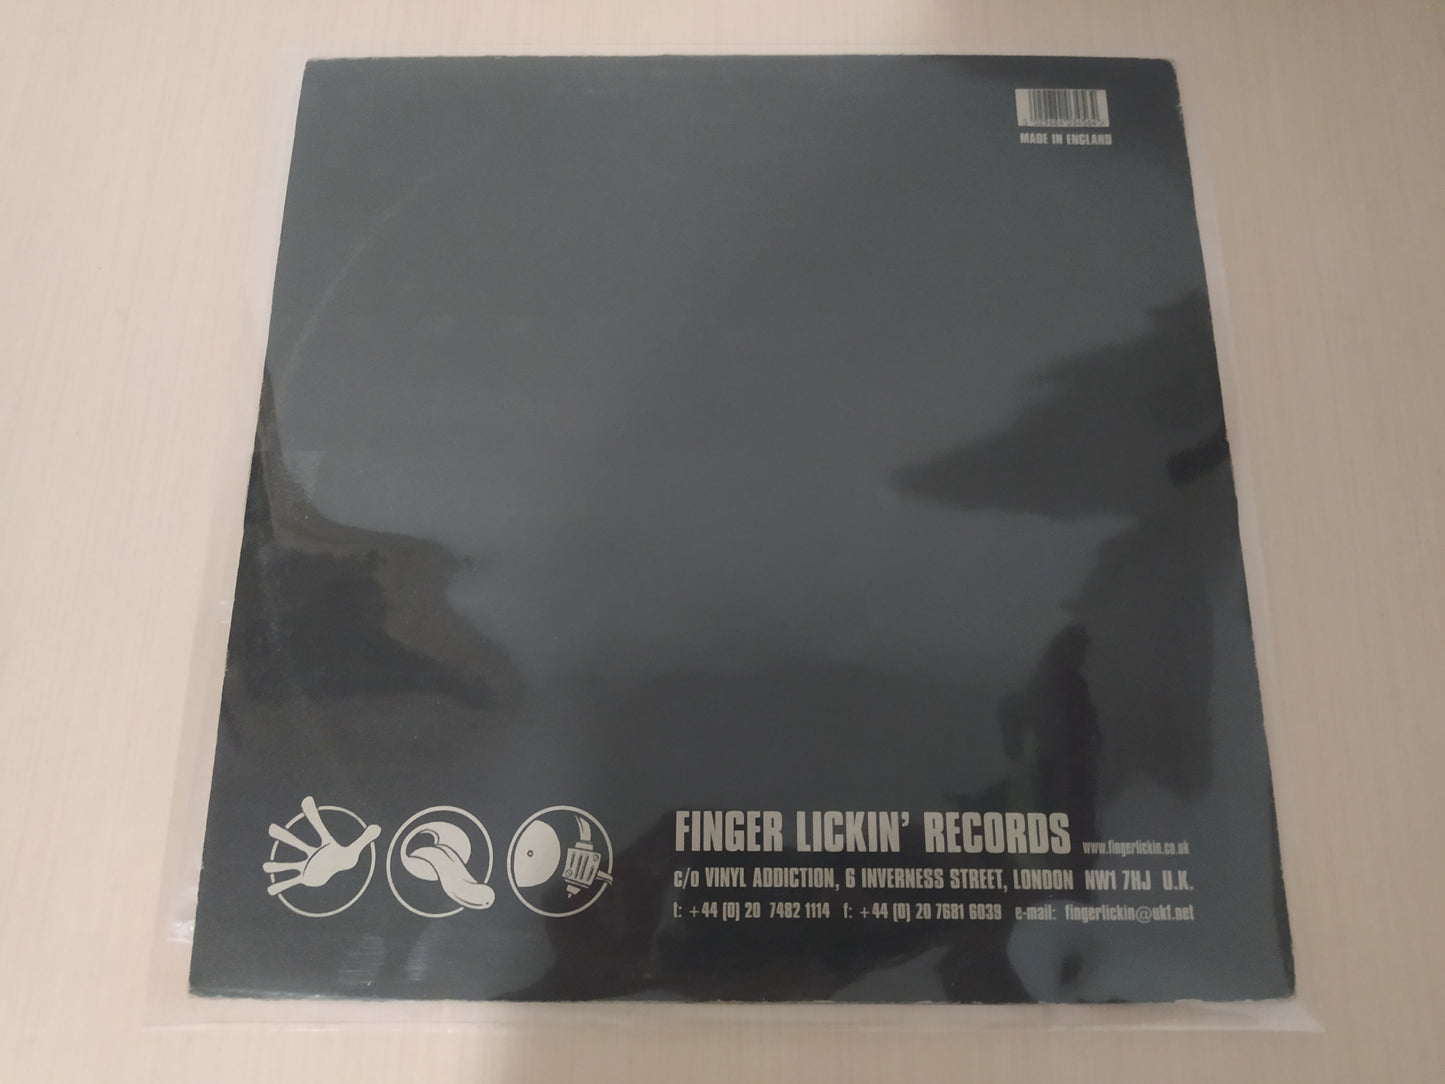 MADE IN ENGLAND
FINGER LICKIN' RECORDS www.fingerlickin.co.uk
c/o VINYL ADDICTION, 6 INVERNESS STREET, LONDON NW1 7HJ U.K.
t: +44 (0) 20 7482 1114 f: +44 (0) 20 7681 6039 e-mail: fingerlickin@ukf.net